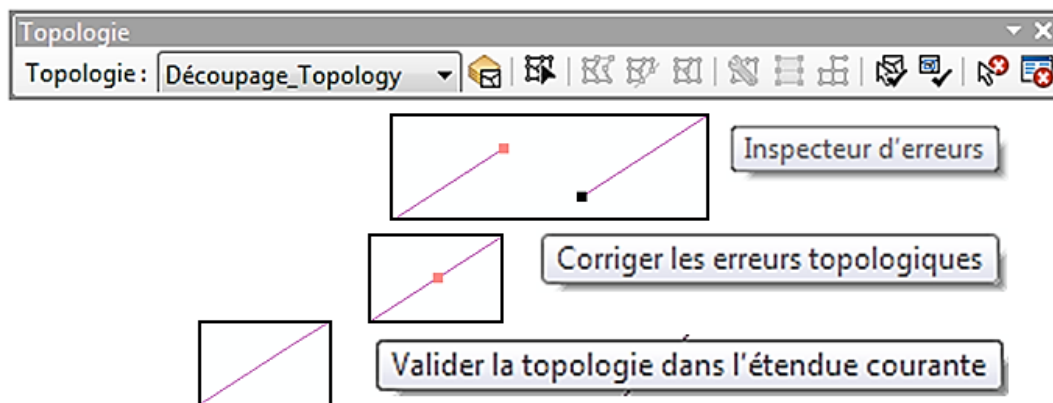 Topologie
Topologie : Découpage_Topology
Inspecteur d'erreurs
Corriger les erreurs topologiques
Valider la topologie dans l'étendue courante